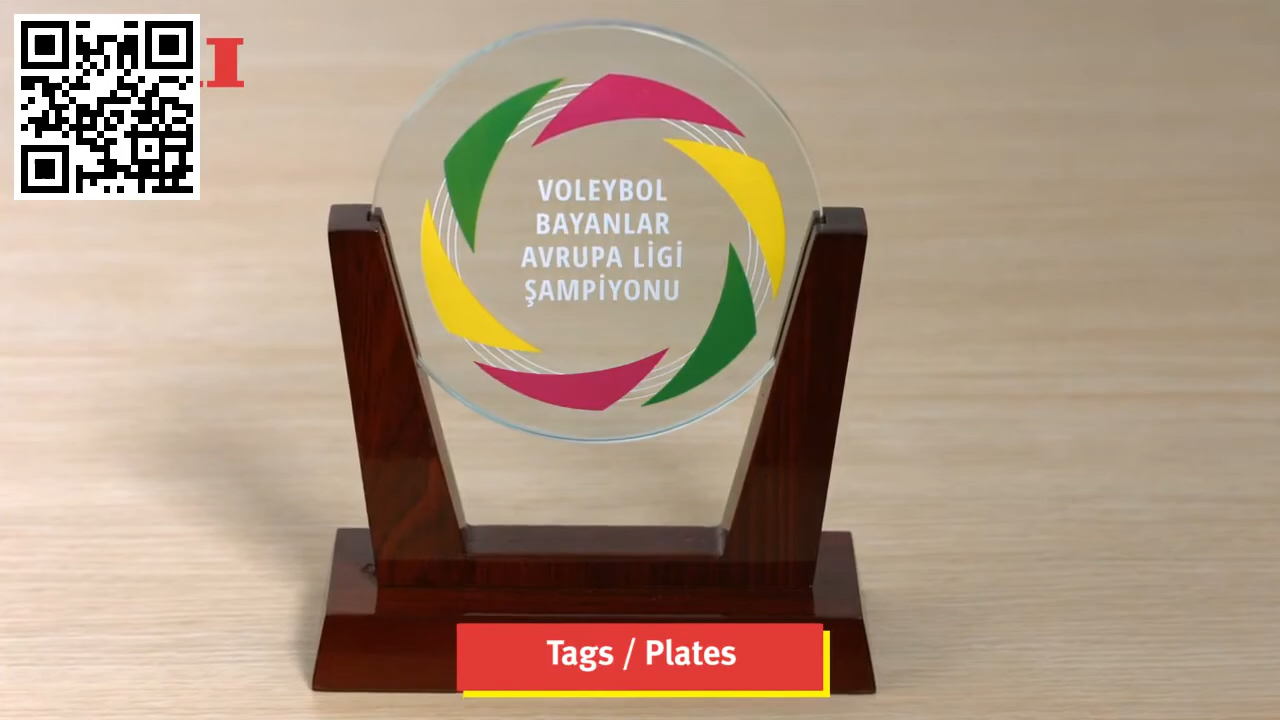 VOLEYBOL
BAYANLAR
AVRUPA LİGİ
ŞAMPİYONU
Tags / Plates